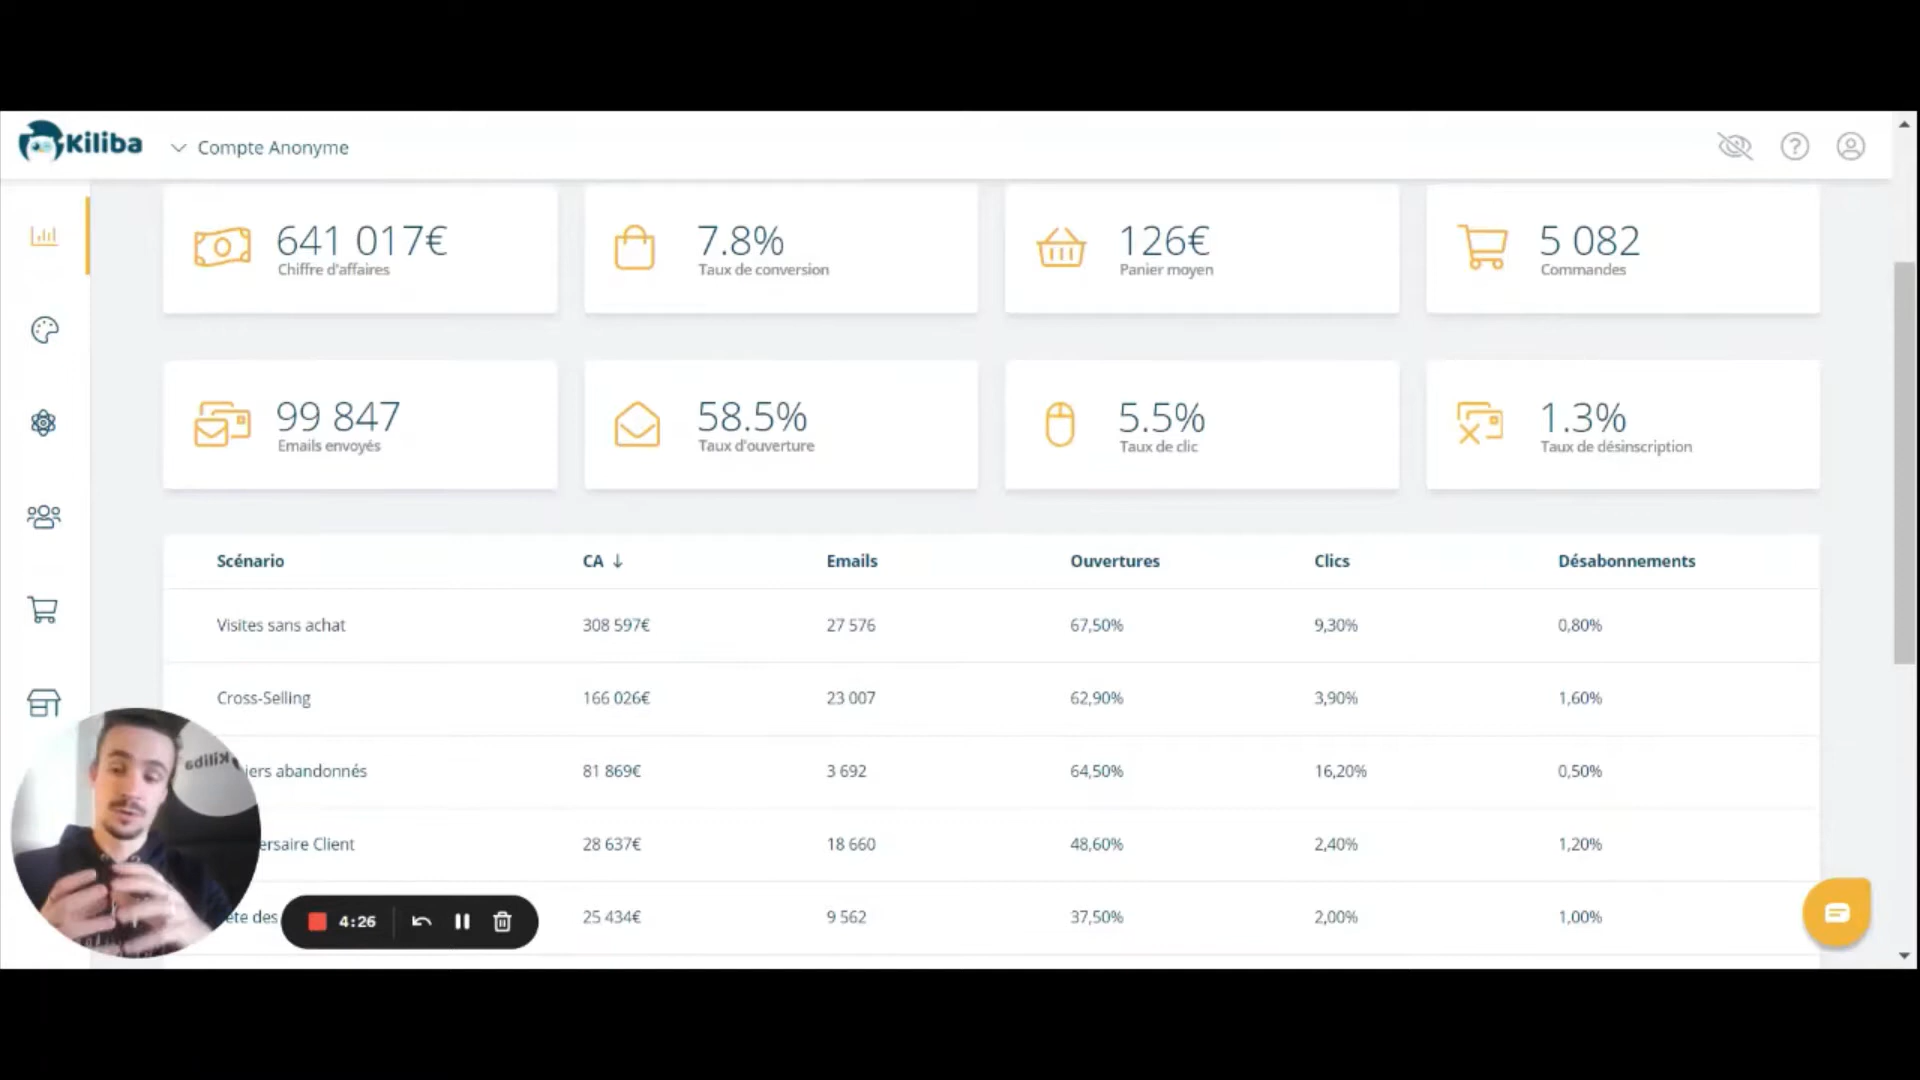 Kiliba
Compte Anonyme
641 017€
Chiffre d'affaires
7.8%
Taux de conversion
126€
Panier moyen
5 082
Commandes
99 847
Emails envoyés
58.5%
Taux d'ouverture
5.5%
Taux de clic
1.3%
Taux de désinscription
Scénario CA ↓ Emails Ouvertures Clics Désabonnements
Visites sans achat 308 597€ 27 576 67,50% 9,30% 0,80%
Cross-Selling 166 026€ 23 007 62,90% 3,90% 1,60%
iers abandonnés 81 869€ 3 692 64,50% 16,20% 0,50%
ersaire Client 28 637€ 18 660 48,60% 2,40% 1,20%
ete des 25 434€ 9 562 37,50% 2,00% 1,00%
Kiliba
4:26